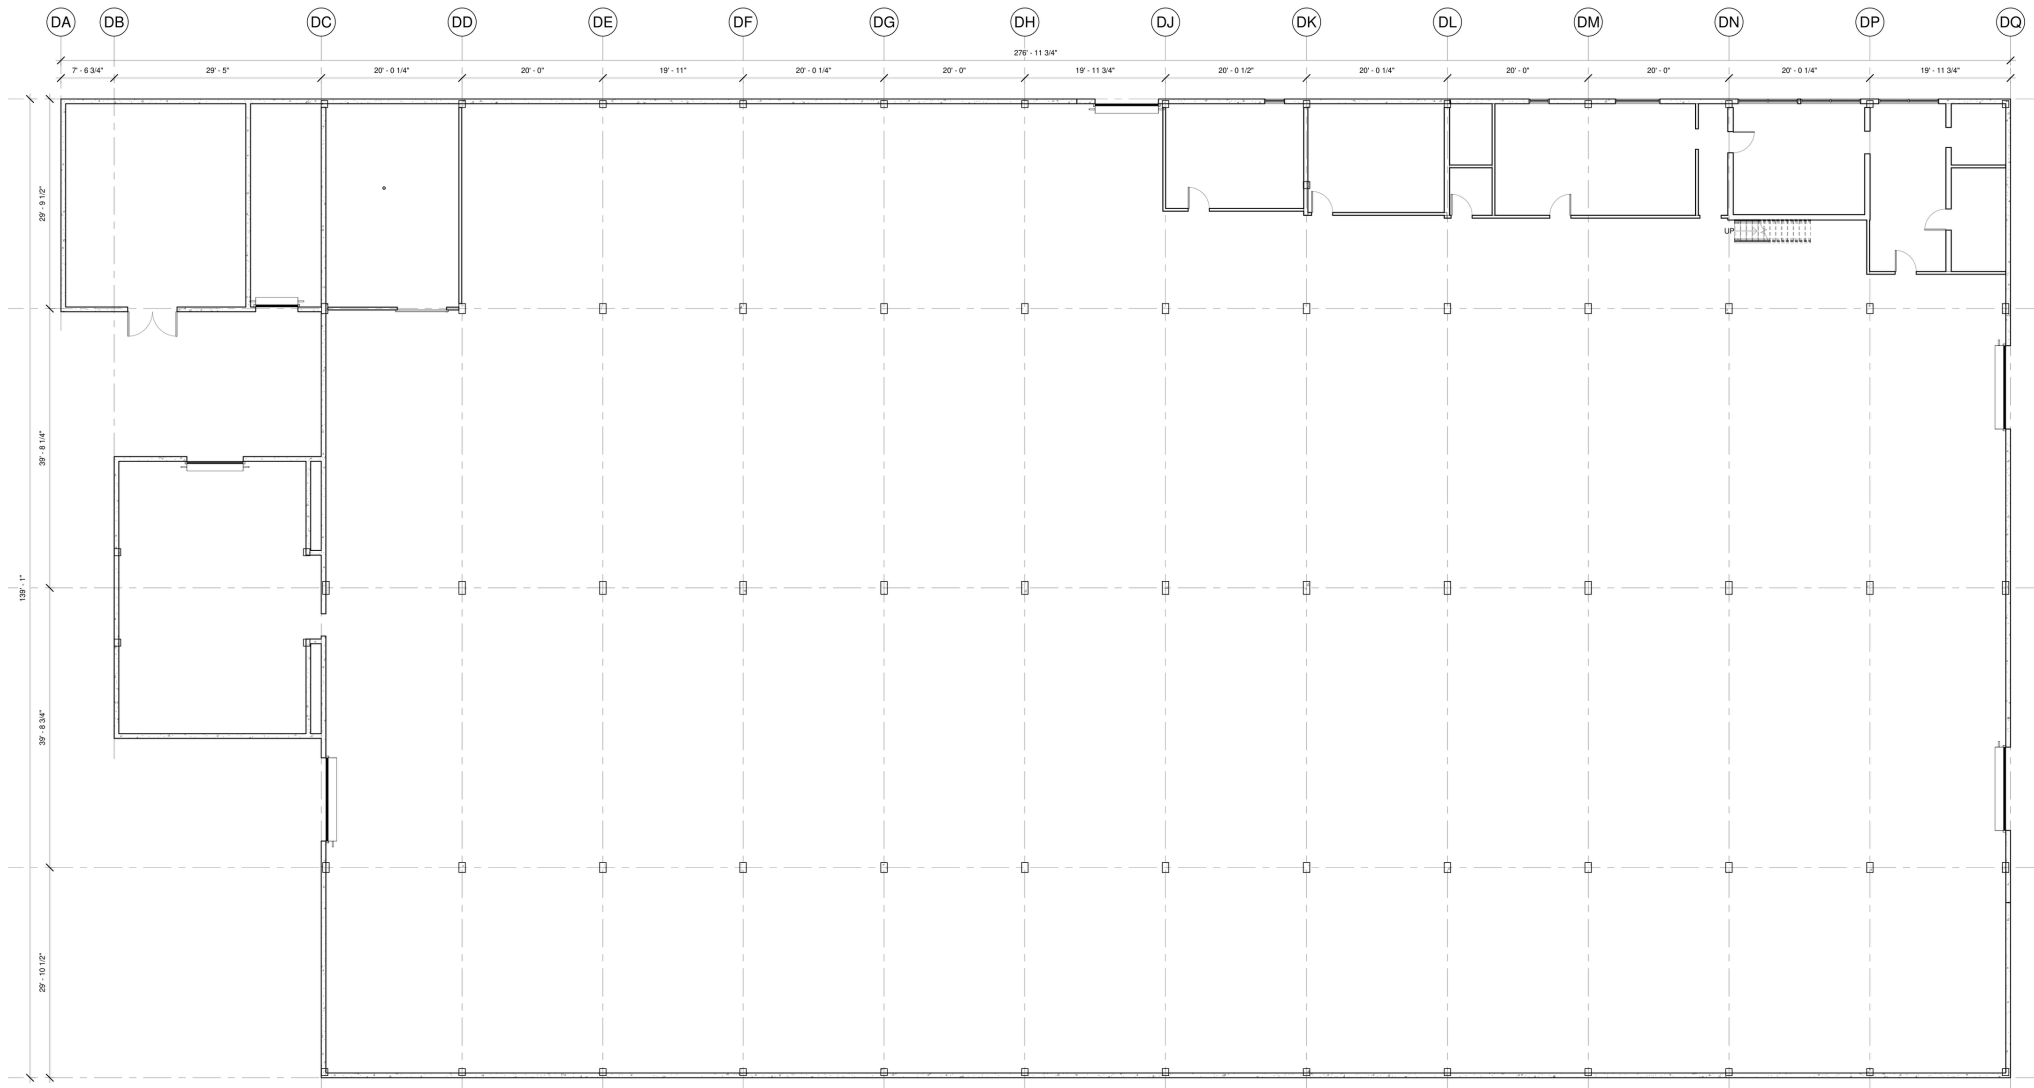 DA DB DC DD DE DF DG DH DJ DK DL DM DN DP DQ
276' - 11 3/4"
7' - 6 3/4" 29' - 5" 20' - 0 1/4" 20' - 0" 19' - 11" 20' - 0 1/4" 20' - 0" 19' - 11 3/4" 20' - 0 1/2" 20' - 0 1/4" 20' - 0" 20' - 0" 20' - 0 1/4" 19' - 11 3/4"
29' - 9 1/2"
UP
39' - 8 1/4"
139' - 1"
39' - 8 3/4"
29' - 10 1/2"